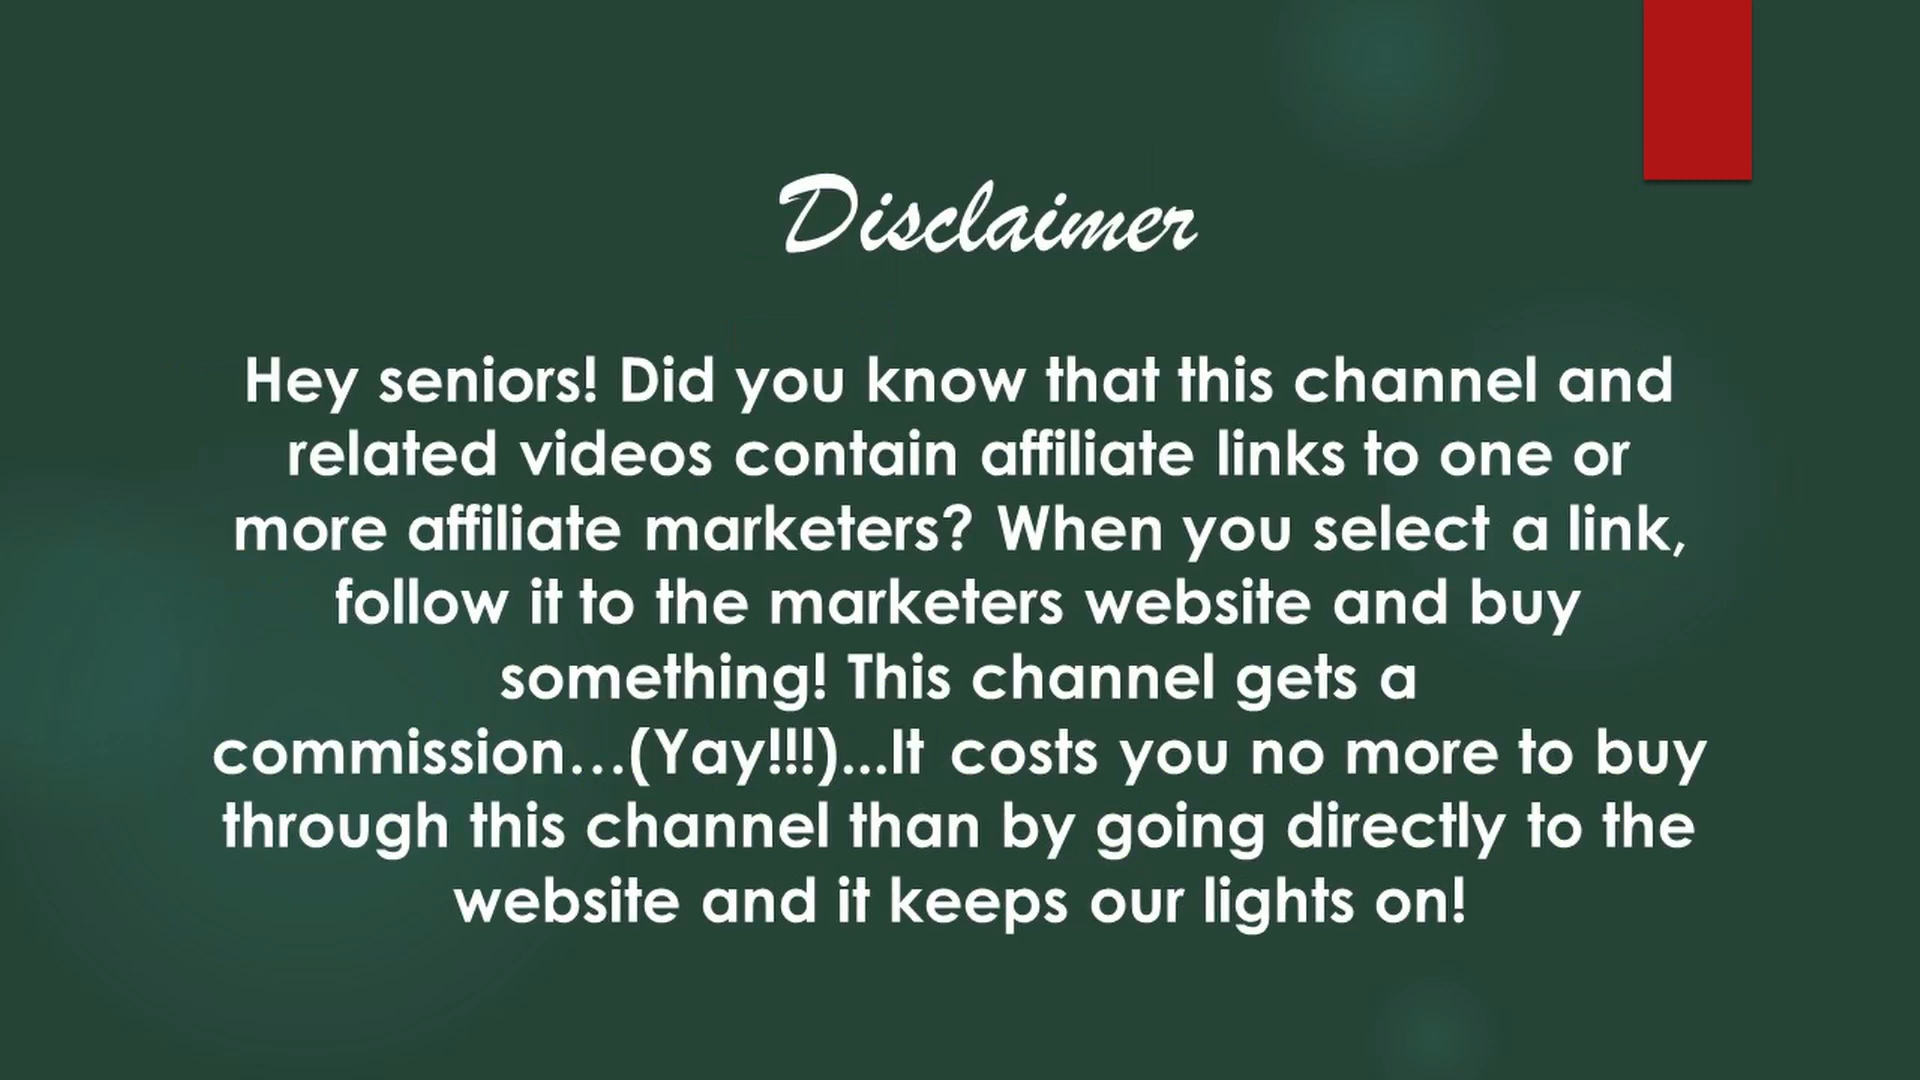 Disclaimer
Hey seniors! Did you know that this channel and
related videos contain affiliate links to one or
more affiliate marketers? When you select a link,
follow it to the marketers website and buy
something! This channel gets a
commission…(Yay!!!)...It costs you no more to buy
through this channel than by going directly to the
website and it keeps our lights on!